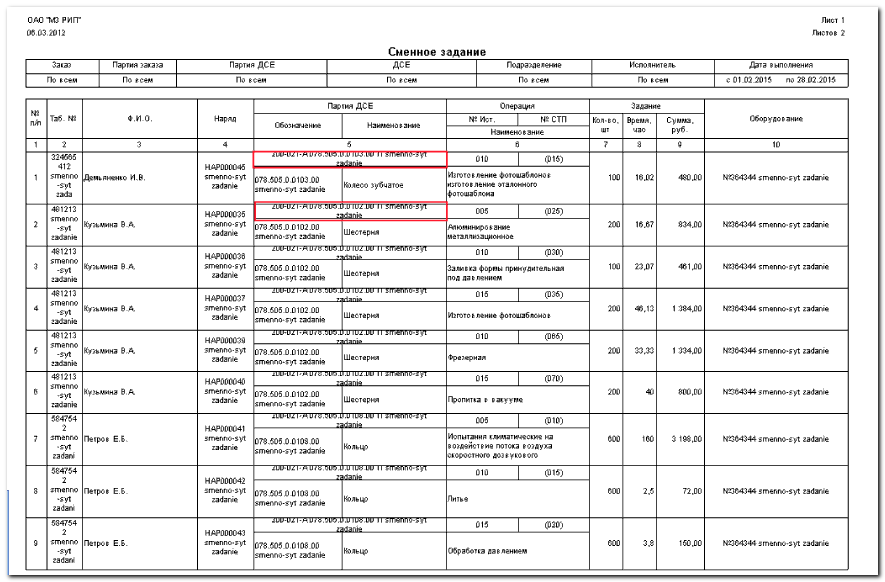 ОАО "МЗ РИП" Лист 1
06.03.2012 Листов 2
Сменное задание
Заказ Партия заказа Партия ДСЕ ДСЕ Подразделение Исполнитель Дата выполнения
По всем По всем По всем По всем По всем По всем с 01.02.2015 по 28.02.2015
№ п/п Таб. № Ф.И.О. Наряд Партия ДСЕ Операция Задание Оборудование
Обозначение Наименование № Ист. № СТП Кол-во, шт Время, час Сумма, руб.
Наименование
1 2 3 4 5 6 7 8 9 10
200-021-А078.505.0.0103.00 11 smenno-syt zadanie 010 (015)
1 324565 412 smenno-syt zada Демьяненко И.В. НАР000045 smenno-syt zadanie 078.505.0.0103.00 smenno-syt zadanie Колесо зубчатое Изготовление фотошаблонов изготовление эталонного фотошаблона 100 16,02 480,00 №364344 smenno-syt zadanie
200-021-А078.505.0.0102.00 11 smenno-syt zadanie 005 (025)
2 481213 smenno-syt zadanie Кузьмина В.А. НАР000035 smenno-syt zadanie 078.505.0.0102.00 smenno-syt zadanie Шестерня Алюминирование металлизационное 200 16,67 834,00 №364344 smenno-syt zadanie
200-021-А078.505.0.0102.00 11 smenno-syt zadanie 010 (030)
3 481213 smenno-syt zadanie Кузьмина В.А. НАР000036 smenno-syt zadanie 078.505.0.0102.00 smenno-syt zadanie Шестерня Заливка формы принудительная под давлением 100 23,07 461,00 №364344 smenno-syt zadanie
200-021-А078.505.0.0102.00 11 smenno-syt zadanie 015 (035)
4 481213 smenno-syt zadanie Кузьмина В.А. НАР000037 smenno-syt zadanie 078.505.0.0102.00 smenno-syt zadanie Шестерня Изготовление фотошаблонов 200 46,13 1 384,00 №364344 smenno-syt zadanie
200-021-А078.505.0.0102.00 11 smenno-syt zadanie 010 (065)
5 481213 smenno-syt zadanie Кузьмина В.А. НАР000039 smenno-syt zadanie 078.505.0.0102.00 smenno-syt zadanie Шестерня Фрезерная 200 33,33 1 334,00 №364344 smenno-syt zadanie
200-021-А078.505.0.0102.00 11 smenno-syt zadanie 015 (070)
6 481213 smenno-syt zadanie Кузьмина В.А. НАР000040 smenno-syt zadanie 078.505.0.0102.00 smenno-syt zadanie Шестерня Пропитка в вакууме 200 40 800,00 №364344 smenno-syt zadanie
200-021-А078.505.0.0108.00 11 smenno-syt zadanie 005 (010)
7 584754 2 smenno-syt zadani Петров Е.Б. НАР000041 smenno-syt zadanie 078.505.0.0108.00 smenno-syt zadanie Кольцо Испытания климатические на воздействие потока воздуха скоростного дозвукового 600 160 3 198,00 №364344 smenno-syt zadanie
200-021-А078.505.0.0108.00 11 smenno-syt zadanie 010 (015)
8 584754 2 smenno-syt zadani Петров Е.Б. НАР000042 smenno-syt zadanie 078.505.0.0108.00 smenno-syt zadanie Кольцо Литье 600 2,5 72,00 №364344 smenno-syt zadanie
200-021-А078.505.0.0108.00 11 smenno-syt zadanie 015 (020)
9 584754 2 smenno-syt zadani Петров Е.Б. НАР000043 smenno-syt zadanie 078.505.0.0108.00 smenno-syt zadanie Кольцо Обработка давлением 600 3,8 150,00 №364344 smenno-syt zadanie